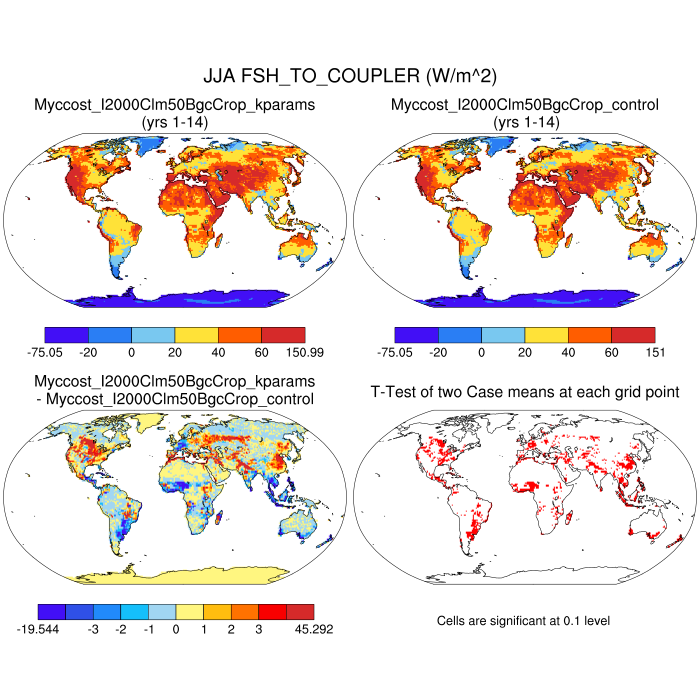 JJA FSH_TO_COUPLER (W/m^2)
Myccost_I2000Clm50BgcCrop_kparams
(yrs 1-14)
Myccost_I2000Clm50BgcCrop_control
(yrs 1-14)
-75.05 -20 0 20 40 60 150.99
-75.05 -20 0 20 40 60 151
Myccost_I2000Clm50BgcCrop_kparams
- Myccost_I2000Clm50BgcCrop_control
T-Test of two Case means at each grid point
-19.544 -3 -2 -1 0 1 2 3 45.292
Cells are significant at 0.1 level